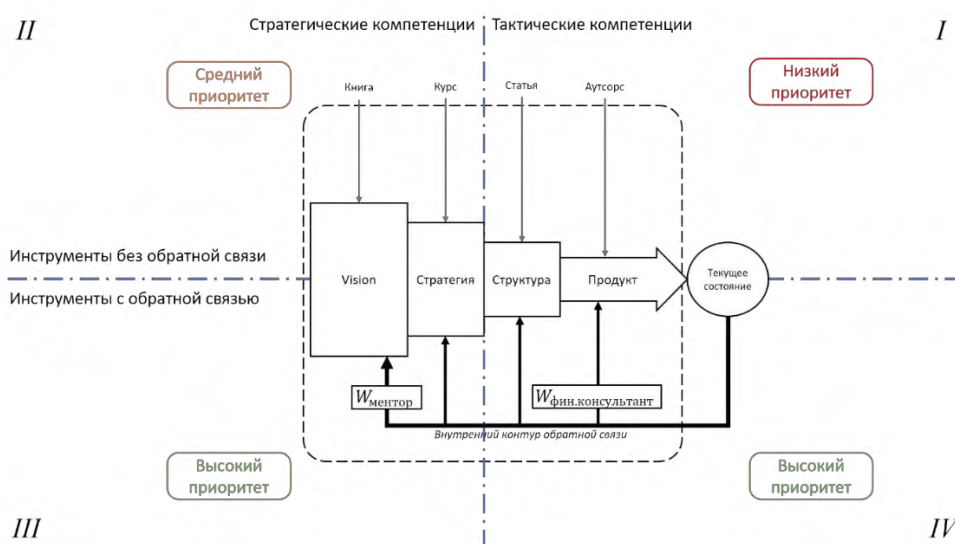 Стратегические компетенции
Тактические компетенции
II
I
Средний
приоритет
Низкий
приоритет
Книга
Курс
Статья
Аутсорс
Инструменты без обратной связи
Инструменты с обратной связью
Vision
Стратегия
Структура
Продукт
Текущее
состояние
Wментор
Wфин.консультант
Внутренний контур обратной связи
Высокий
приоритет
Высокий
приоритет
III
IV